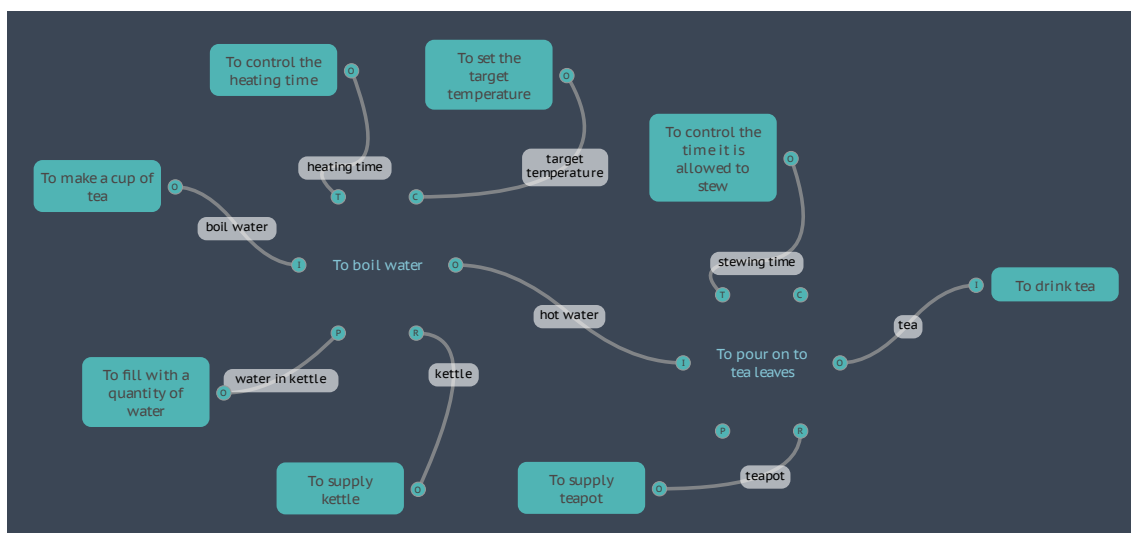 To control the
heating time
O
To set the
target
temperature
O
To control the
time it is
allowed to
stew
O
heating time
target
temperature
To make a cup of
tea
O
T
C
boil water
I
To boil water
O
stewing time
T
C
I
To drink tea
hot water
tea
P
R
I
To pour on to
tea leaves
O
To fill with a
quantity of
water
O
water in kettle
kettle
P
R
To supply
kettle
O
To supply
teapot
O
teapot